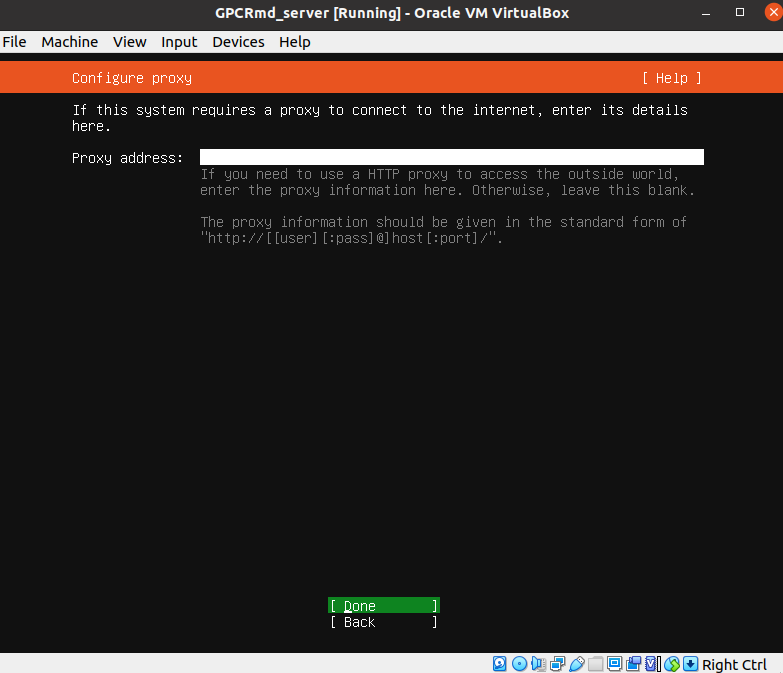 GPCRmd_server [Running] - Oracle VM VirtualBox
File Machine View Input Devices Help
Configure proxy [ Help ]
If this system requires a proxy to connect to the internet, enter its details
here.
Proxy address:
If you need to use a HTTP proxy to access the outside world,
enter the proxy information here. Otherwise, leave this blank.
The proxy information should be given in the standard form of
"http://[[user][:pass]@]host[:port]/".
[ Done ]
[ Back ]
Right Ctrl